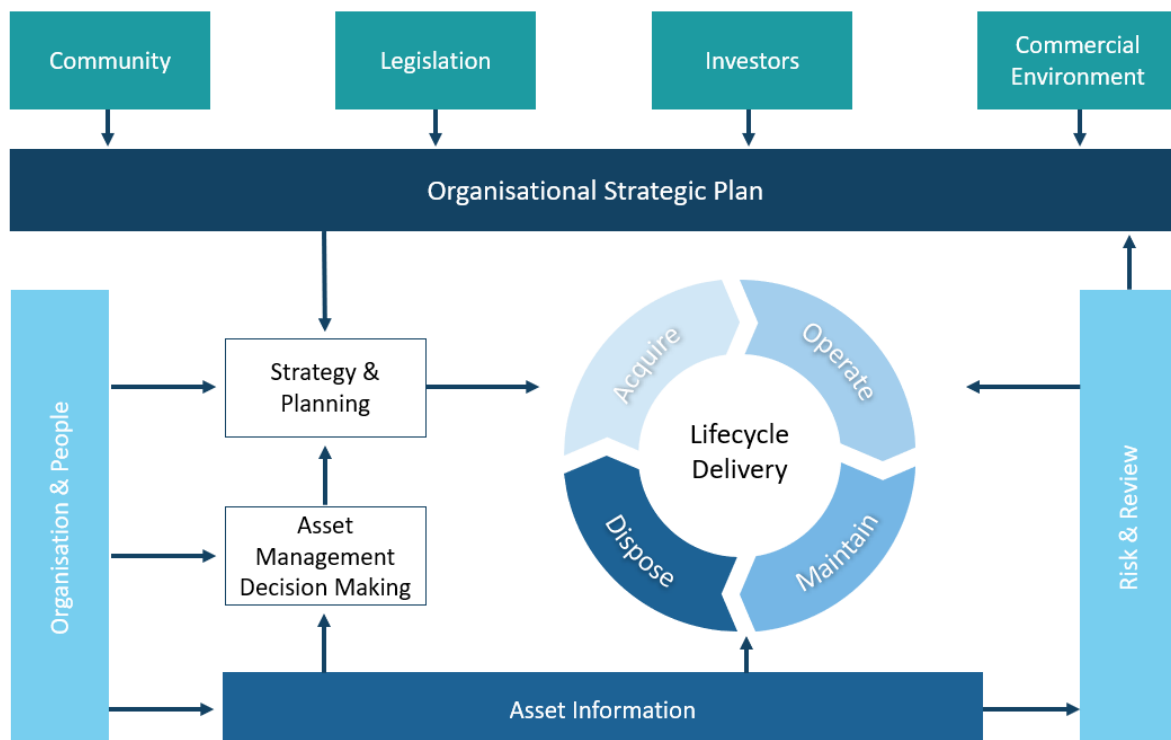 Community
Legislation
Investors
Commercial
Environment
Organisational Strategic Plan
Organisation & People
Strategy &
Planning
Asset
Management
Decision Making
Acquire
Operate
Lifecycle
Delivery
Dispose
Maintain
Risk & Review
Asset Information